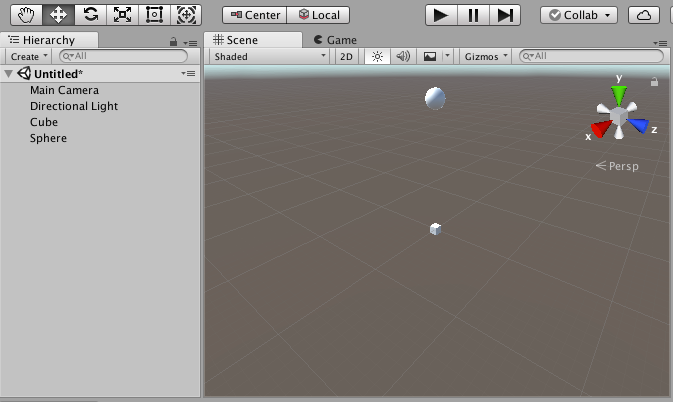 Center Local Collab
Hierarchy Scene Game
Create All Shaded 2D Gizmos All
Untitled*
Main Camera
Directional Light
Cube
Sphere
y
x z
Persp